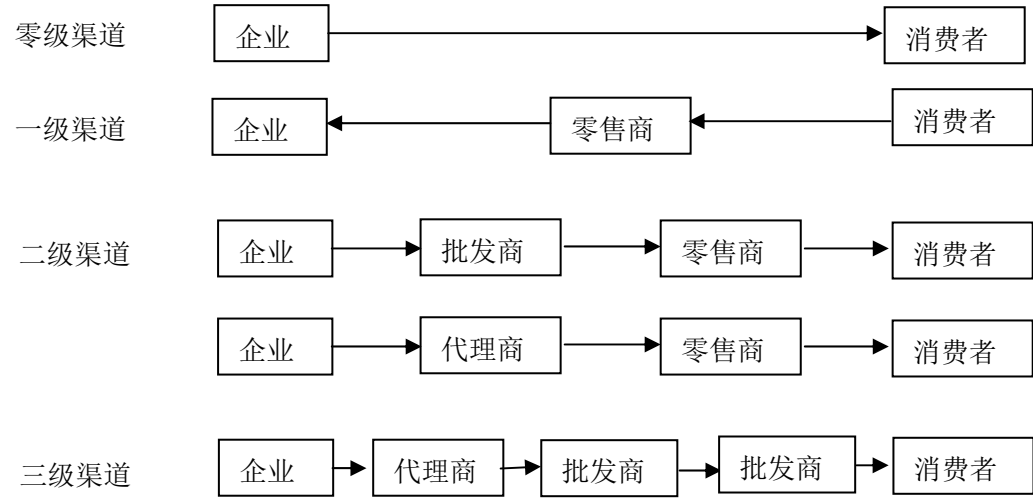 零级渠道 企业 消费者
一级渠道 企业 零售商 消费者
二级渠道 企业 批发商 零售商 消费者
企业 代理商 零售商 消费者
三级渠道 企业 代理商 批发商 批发商 消费者